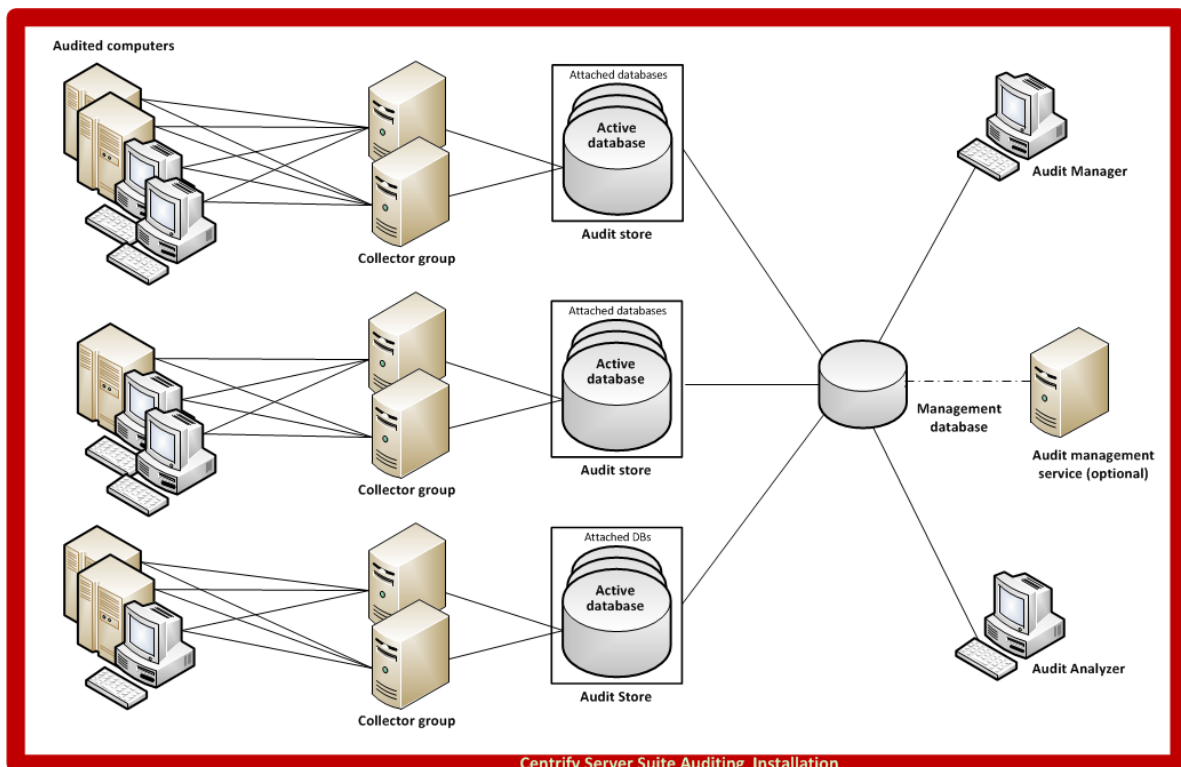 Audited computers
Attached databases
Active
database
Audit store
Collector group
Attached databases
Active
database
Audit store
Collector group
Attached DBs
Active
database
Audit Store
Collector group
Audit Manager
Management
database
Audit management
service (optional)
Audit Analyzer
Centrify Server Suite Auditing Installation